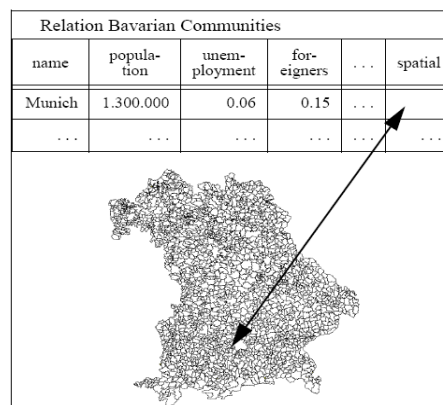 Relation Bavarian Communities
name popula- tion unem- ployment for- eigners . . . spatial
Munich 1.300.000 0.06 0.15 . . .
. . . . . . . . . . . . . . .